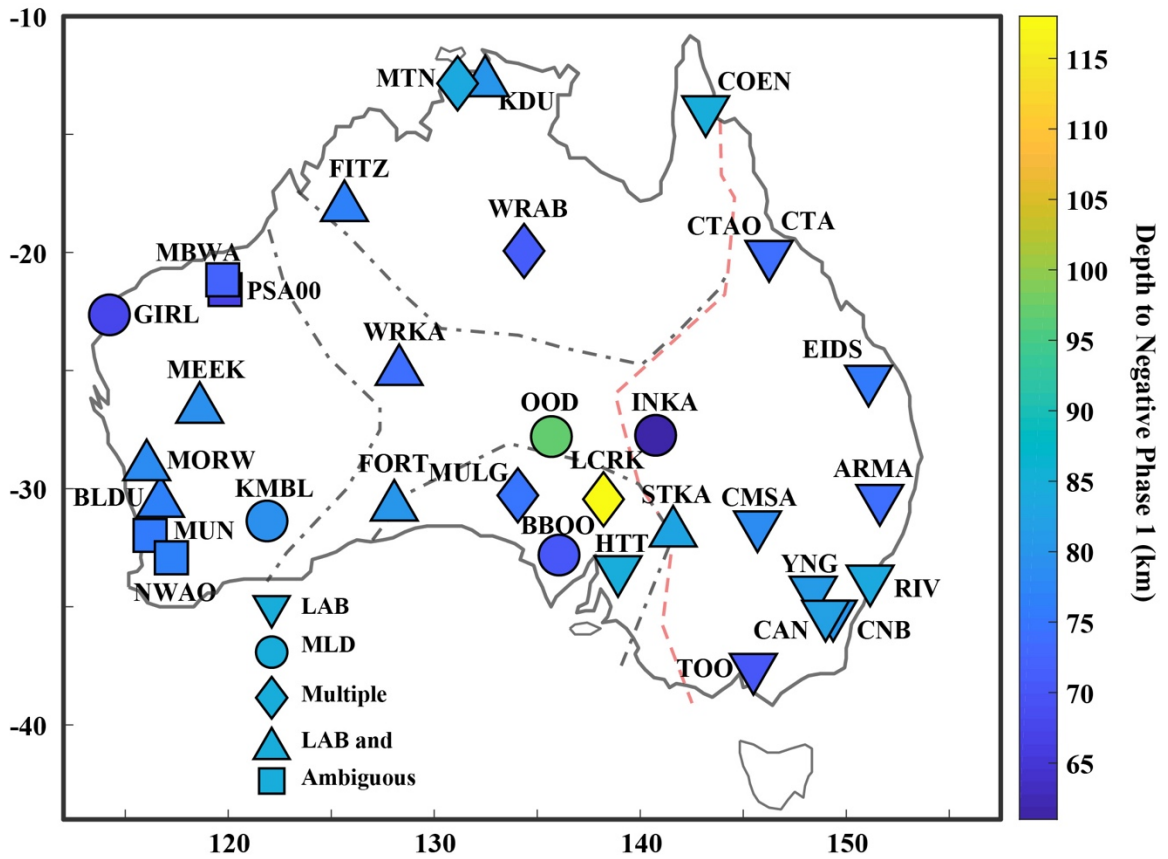 -10
-20
-30
-40
120
130
140
150
MTN
KDU
COEN
FITZ
WRAB
CTAO
CTA
MBWA
PSA00
GIRL
WRKA
MEEK
EIDS
OOD
INKA
MORW
FORT
MULG
LCRK
ARMA
BLDU
KMBL
STKA
CMSA
MUN
BBOO
HTT
YNG
NWAO
RIV
CAN
CNB
TOO
LAB
MLD
Multiple
LAB and
Ambiguous
115
110
105
100
95
90
85
80
75
70
65
Depth to Negative Phase 1 (km)